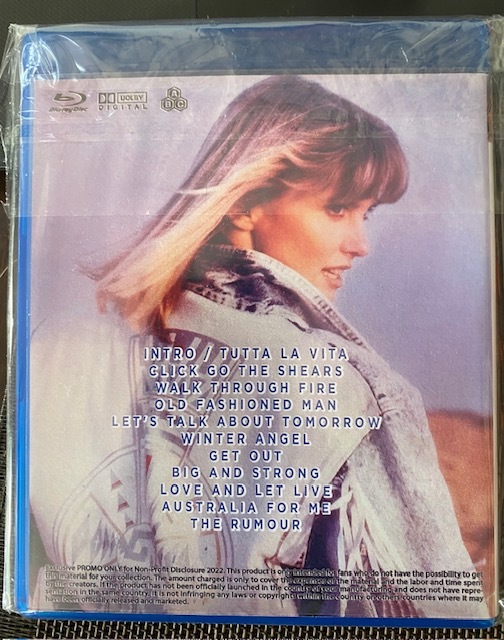 Blu-ray Disc
DOLBY
DIGITAL
A B C
INTRO / TUTTA LA VITA
CLICK GO THE SHEARS
WALK THROUGH FIRE
OLD FASHIONED MAN
LET'S TALK ABOUT TOMORROW
WINTER ANGEL
GET OUT
BIG AND STRONG
LOVE AND LET LIVE
AUSTRALIA FOR ME
THE RUMOUR
Exclusive PROMO ONLY for Non-Profit Disclosure 2022. This product is only intended for fans who do not have the possibility to get
this material for your collection. The amount charged is only to cover the expenses of the material and the labor and time spent
by the creators. If the product has not been officially launched in the country of your manufacturing and does not have repre-
sentation in the same country. It is not infringing any laws or copyrights within the country or others countries where it may
have been officially released and marketed.